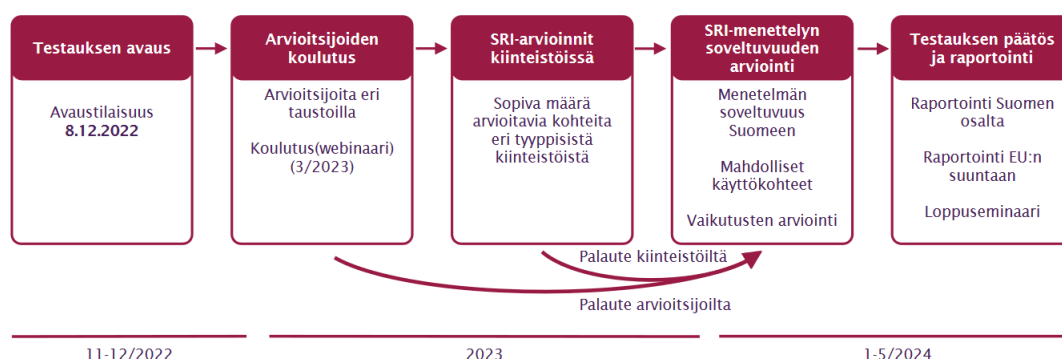 Testauksen avaus
Avaustilaisuus
8.12.2022
Arvioitsijoiden
koulutus
Arvioitsijoita eri
taustoilla
Koulutus(webinaari)
(3/2023)
SRI-arvioinnit
kiinteistöissä
Sopiva määrä
arvioitavia kohteita
eri tyyppisistä
kiinteistöistä
SRI-menettelyn
soveltuvuuden
arviointi
Menetelmän
soveltuvuus
Suomeen
Mahdolliset
käyttökohteet
Vaikutusten arviointi
Testauksen päätös
ja raportointi
Raportointi Suomen
osalta
Raportointi EU:n
suuntaan
Loppuseminaari
Palaute kiinteistöiltä
Palaute arvioitsijoilta
11-12/2022
2023
1-5/2024